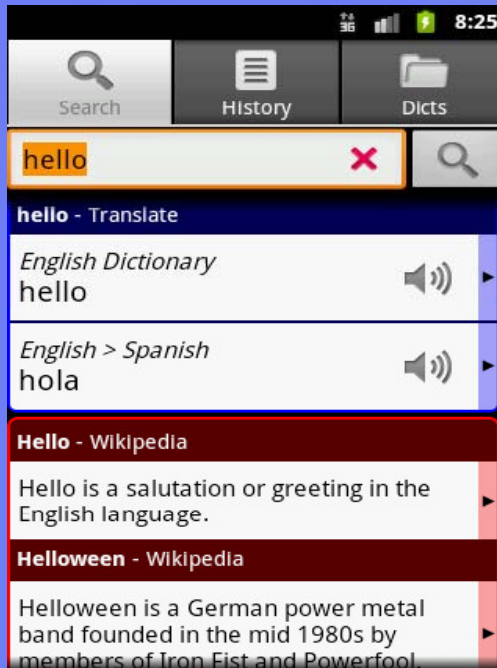 3G 8:25
Search History Dicts
hello
hello - Translate
English Dictionary
hello
English > Spanish
hola
Hello - Wikipedia
Hello is a salutation or greeting in the
English language.
Helloween - Wikipedia
Helloween is a German power metal
band founded in the mid 1980s by
members of Iron Fist and Powerfool